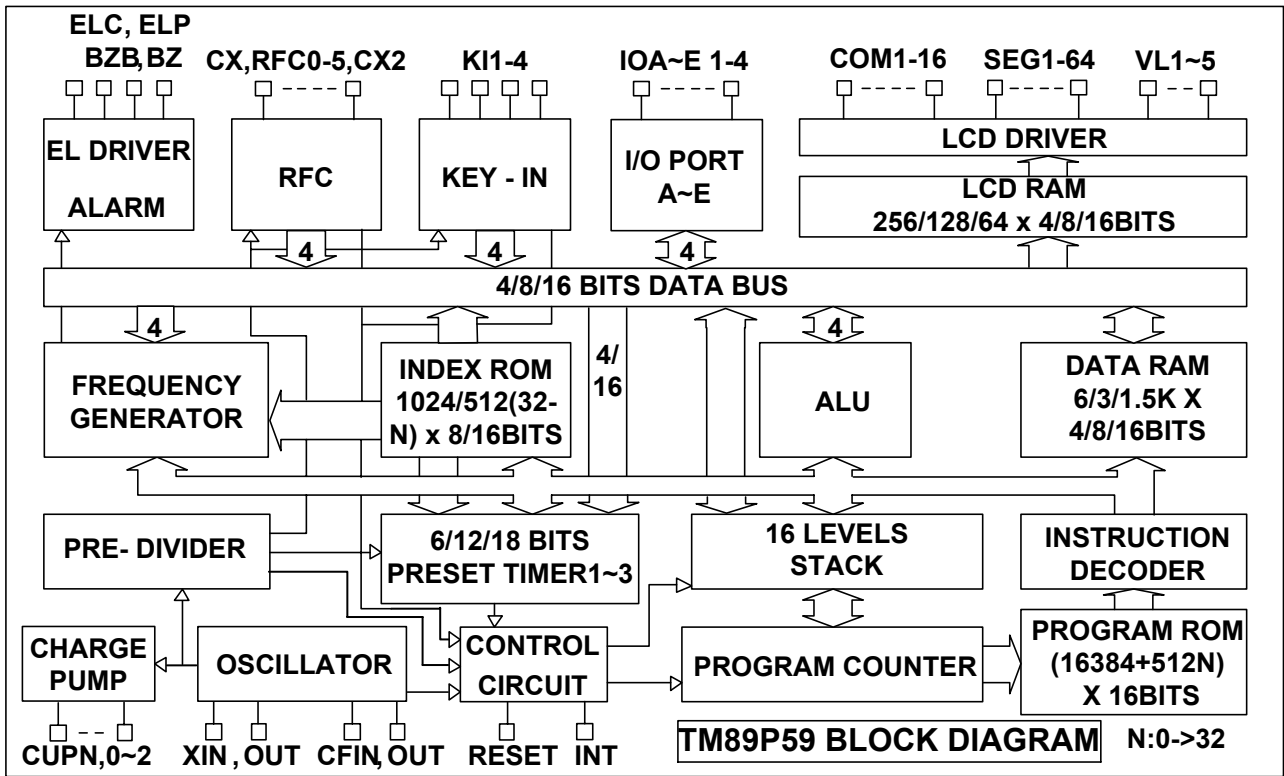 ELC, ELP
BZB, BZ
CX,RFC0-5,CX2
KI1-4
IOA~E 1-4
COM1-16
SEG1-64
VL1~5
EL DRIVER
ALARM
RFC
KEY - IN
I/O PORT
A~E
LCD DRIVER
LCD RAM
256/128/64 x 4/8/16BITS
4
4
4
4/8/16 BITS DATA BUS
4
4/
16
4
FREQUENCY
GENERATOR
INDEX ROM
1024/512(32-
N) x 8/16BITS
ALU
DATA RAM
6/3/1.5K X
4/8/16BITS
PRE- DIVIDER
6/12/18 BITS
PRESET TIMER1~3
16 LEVELS
STACK
INSTRUCTION
DECODER
CHARGE
PUMP
OSCILLATOR
CONTROL
CIRCUIT
PROGRAM COUNTER
PROGRAM ROM
(16384+512N)
X 16BITS
CUPN,0~2
XIN , OUT
CFIN, OUT
RESET
INT
TM89P59 BLOCK DIAGRAM
N:0->32